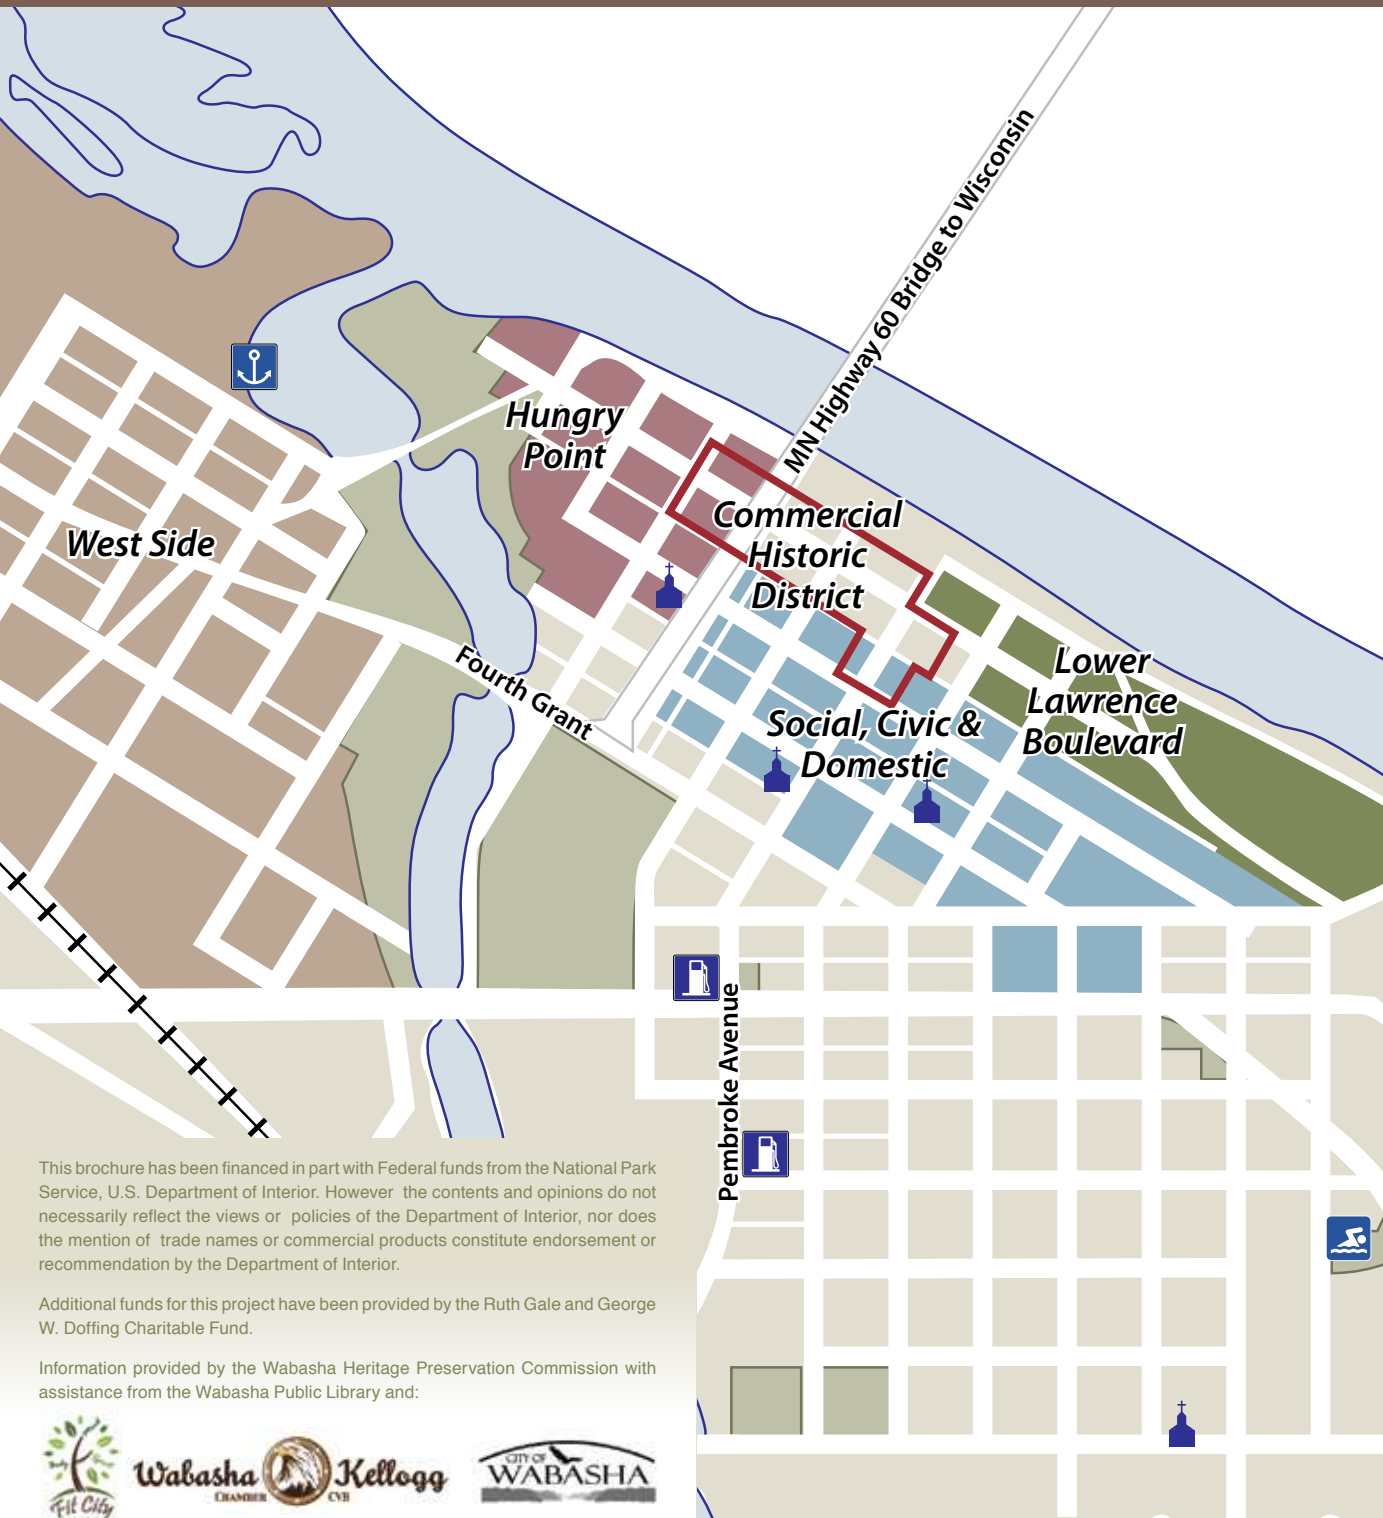 MN Highway 60 Bridge to Wisconsin
Hungry
Point
Commercial
Historic
District
West Side
Fourth Grant
Lower
Lawrence
Boulevard
Social, Civic &
Domestic
Pembroke Avenue
This brochure has been financed in part with Federal funds from the National Park
Service, U.S. Department of Interior. However the contents and opinions do not
necessarily reflect the views or policies of the Department of Interior, nor does
the mention of trade names or commercial products constitute endorsement or
recommendation by the Department of Interior.
Additional funds for this project have been provided by the Ruth Gale and George
W. Doffing Charitable Fund.
Information provided by the Wabasha Heritage Preservation Commission with
assistance from the Wabasha Public Library and:
Fit City
Wabasha Kellogg
CHAMBER CVB
CITY OF
WABASHA